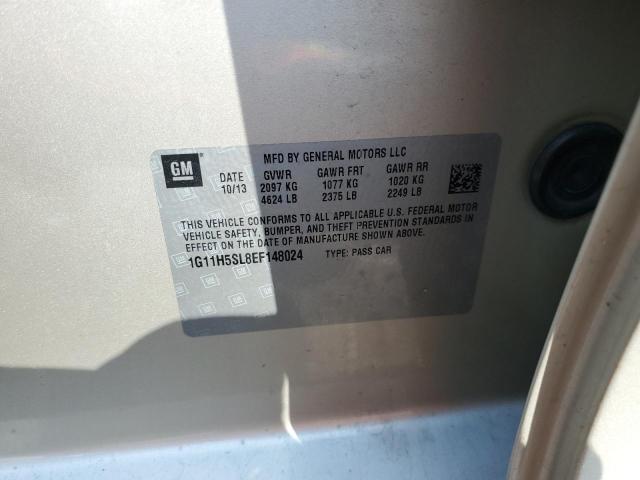 GM
MFD BY GENERAL MOTORS LLC
DATE GVWR GAWR FRT GAWR RR
10/13 2097 KG 1077 KG 1020 KG
4624 LB 2375 LB 2249 LB
THIS VEHICLE CONFORMS TO ALL APPLICABLE U.S. FEDERAL MOTOR
VEHICLE SAFETY, BUMPER, AND THEFT PREVENTION STANDARDS IN
EFFECT ON THE DATE OF MANUFACTURE SHOWN ABOVE.
1G11H5SL8EF148024 TYPE: PASS CAR